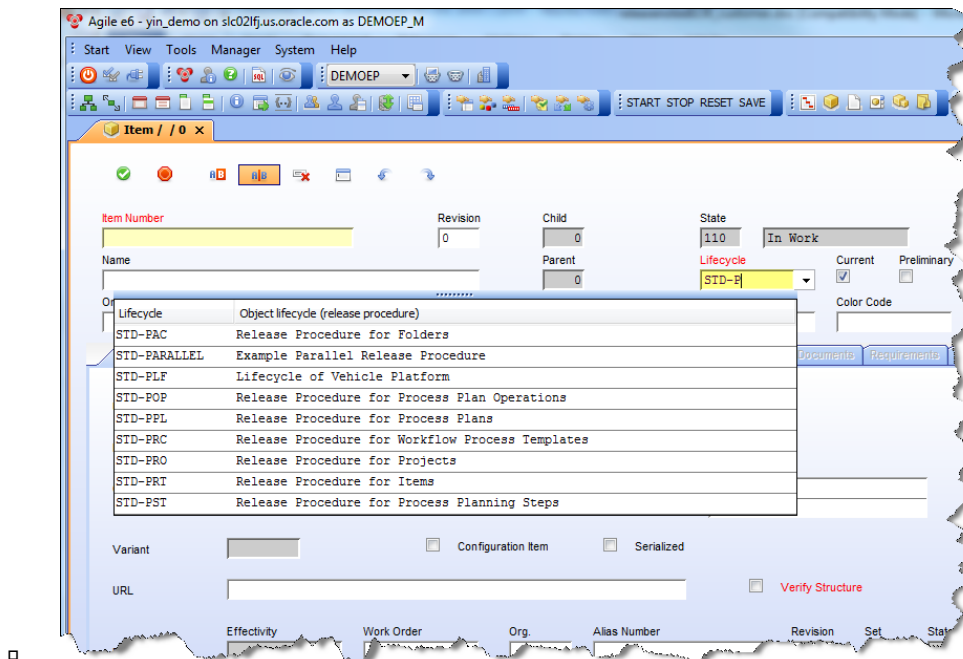 Agile e6 - yin_demo on slc02lfj.us.oracle.com as DEMOEP_M
Start View Tools Manager System Help
DEMOEP
START STOP RESET SAVE
Item / / 0 ×
Item Number Revision Child State
0 0 110 In Work
Name Parent Lifecycle Current Preliminary
0 STD-P
Color Code
Lifecycle Object lifecycle (release procedure)
STD-PAC Release Procedure for Folders
STD-PARALLEL Example Parallel Release Procedure
Documents Requirements
STD-PLF Lifecycle of Vehicle Platform
STD-POP Release Procedure for Process Plan Operations
STD-PPL Release Procedure for Process Plans
STD-PRC Release Procedure for Workflow Process Templates
STD-PRO Release Procedure for Projects
STD-PRT Release Procedure for Items
STD-PST Release Procedure for Process Planning Steps
Variant Configuration Item Serialized
URL Verify Structure
Effectivity Work Order Org. Alias Number Revision Set